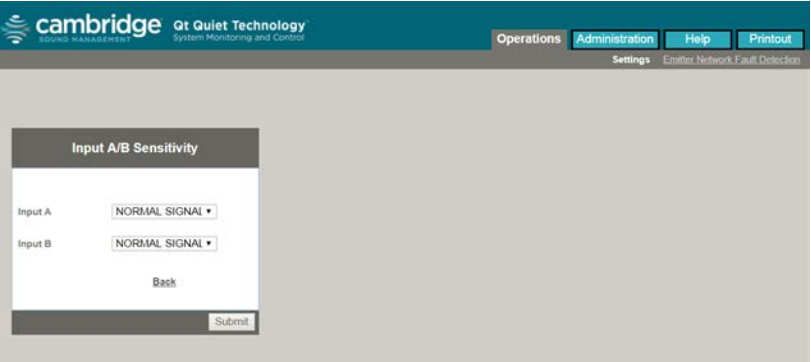 cambridge
SOUND MANAGEMENT
Qt Quiet Technology
System Monitoring and Control
Operations Administration Help Printout
Settings Emitter Network Fault Detection
Input A/B Sensitivity
Input A NORMAL SIGNAL
Input B NORMAL SIGNAL
Back
Submit